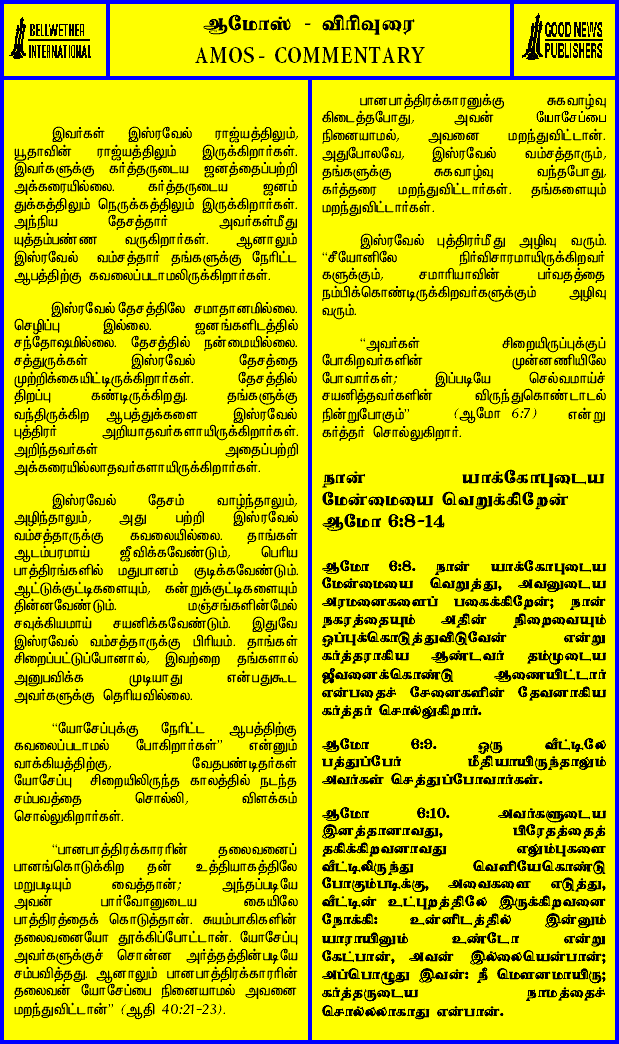 BELLWETHER
INTERNATIONAL
ஆமோஸ் - விரிவுரை
AMOS - COMMENTARY
GOOD NEWS
PUBLISHERS
இவர்கள் இஸ்ரவேல் ராஜ்யத்திலும்,
யூதாவின் ராஜ்யத்திலும் இருக்கிறார்கள்.
இவர்களுக்கு கர்த்தருடைய ஜனத்தைப்பற்றி
அக்கரையில்லை. கர்த்தருடைய ஜனம்
துக்கத்திலும் நெருக்கத்திலும் இருக்கிறார்கள்.
அந்நிய தேசத்தார் அவர்கள்மீது
யுத்தம்பண்ண வருகிறார்கள். ஆனாலும்
இஸ்ரவேல் வம்சத்தார் தங்களுக்கு நேரிட்ட
ஆபத்திற்கு கவலைப்படாமலிருக்கிறார்கள்.
இஸ்ரவேல் தேசத்திலே சமாதானமில்லை.
செழிப்பு இல்லை. ஜனங்களிடத்தில்
சந்தோஷமில்லை. தேசத்தில் நன்மையில்லை.
சத்துருக்கள் இஸ்ரவேல் தேசத்தை
முற்றிக்கையிட்டிருக்கிறார்கள். தேசத்தில்
திறப்பு கண்டிருக்கிறது. தங்களுக்கு
வந்திருக்கிற ஆபத்துக்களை இஸ்ரவேல்
புத்திரர் அறியாதவர்களாயிருக்கிறார்கள்.
அறிந்தவர்கள் அதைப்பற்றி
அக்கரையில்லாதவர்களாயிருக்கிறார்கள்.
இஸ்ரவேல் தேசம் வாழ்ந்தாலும்,
அழிந்தாலும், அது பற்றி இஸ்ரவேல்
வம்சத்தாருக்கு கவலையில்லை. தாங்கள்
ஆடம்பரமாய் ஜீவிக்கவேண்டும், பெரிய
பாத்திரங்களில் மதுபானம் குடிக்கவேண்டும்.
ஆட்டுக்குட்டிகளையும், கன்றுக்குட்டிகளையும்
தின்னவேண்டும். மஞ்சங்களின்மேல்
சவுக்கியமாய் சயனிக்கவேண்டும். இதுவே
இஸ்ரவேல் வம்சத்தாருக்கு பிரியம். தாங்கள்
சிறைப்பட்டுப்போனால், இவற்றை தங்களால்
அனுபவிக்க முடியாது என்பதுகூட
அவர்களுக்கு தெரியவில்லை.
“யோசேப்புக்கு நேரிட்ட ஆபத்திற்கு
கவலைப்படாமல் போகிறார்கள்” என்னும்
வாக்கியத்திற்கு, வேதபண்டிதர்கள்
யோசேப்பு சிறையிலிருந்த காலத்தில் நடந்த
சம்பவத்தை சொல்லி, விளக்கம்
சொல்லுகிறார்கள்.
“பானபாத்திரக்காரரின் தலைவனைப்
பானங்கொடுக்கிற தன் உத்தியாகத்திலே
மறுபடியும் வைத்தான்; அந்தப்படியே
அவன் பார்வோனுடைய கையிலே
பாத்திரத்தைக் கொடுத்தான். சுயம்பாகிகளின்
தலைவனையோ தூக்கிப்போட்டான். யோசேப்பு
அவர்களுக்குச் சொன்ன அர்த்தத்தின்படியே
சம்பவித்தது. ஆனாலும் பானபாத்திரக்காரரின்
தலைவன் யோசேப்பை நினையாமல் அவனை
மறந்துவிட்டான்” (ஆதி 40:21-23).
பானபாத்திரக்காரனுக்கு சுகவாழ்வு
கிடைத்தபோது, அவன் யோசேப்பை
நினையாமல், அவனை மறந்துவிட்டான்.
அதுபோலவே, இஸ்ரவேல் வம்சத்தாரும்,
தங்களுக்கு சுகவாழ்வு வந்தபோது,
கர்த்தரை மறந்துவிட்டார்கள். தங்களையும்
மறந்துவிட்டார்கள்.
இஸ்ரவேல் புத்திரர்மீது அழிவு வரும்.
“சீயோனிலே நிர்விசாரமாயிருக்கிறவர்
களுக்கும், சமாரியாவின் பர்வதத்தை
நம்பிக்கொண்டிருக்கிறவர்களுக்கும் அழிவு
வரும்.
“அவர்கள் சிறையிருப்புக்குப்
போகிறவர்களின் முன்னணியிலே
போவார்கள்; இப்படியே செல்வமாய்ச்
சயனித்தவர்களின் விருந்துகொண்டாடல்
நின்றுபோகும்” (ஆமோ 6:7) என்று
கர்த்தர் சொல்லுகிறார்.
நான் யாக்கோபுடைய
மேன்மையை வெறுக்கிறேன்
ஆமோ 6:8-14
ஆமோ 6:8. நான் யாக்கோபுடைய
மேன்மையை வெறுத்து, அவனுடைய
அரமனைகளைப் பகைக்கிறேன்; நான்
நகரத்தையும் அதின் நிறைவையும்
ஒப்புக்கொடுத்துவிடுவேன் என்று
கர்த்தராகிய ஆண்டவர் தம்முடைய
ஜீவனைக்கொண்டு ஆணையிட்டார்
என்பதைச் சேனைகளின் தேவனாகிய
கர்த்தர் சொல்லுகிறார்.
ஆமோ 6:9. ஒரு வீட்டிலே
பத்துப்பேர் மீதியாயிருந்தாலும்
அவர்கள் செத்துப்போவார்கள்.
ஆமோ 6:10. அவர்களுடைய
இனத்தானாவது, பிரேதத்தைத்
தகிக்கிறவனாவது எலும்புகளை
வீட்டிலிருந்து வெளியேகொண்டு
போகும்படிக்கு, அவைகளை எடுத்து,
வீட்டின் உட்புறத்திலே இருக்கிறவனை
நோக்கி: உன்னிடத்தில் இன்னும்
யாராயினும் உண்டோ என்று
கேட்பான், அவன் இல்லையென்பான்;
அப்பொழுது இவன்: நீ மௌனமாயிரு;
கர்த்தருடைய நாமத்தைச்
சொல்லலாகாது என்பான்.